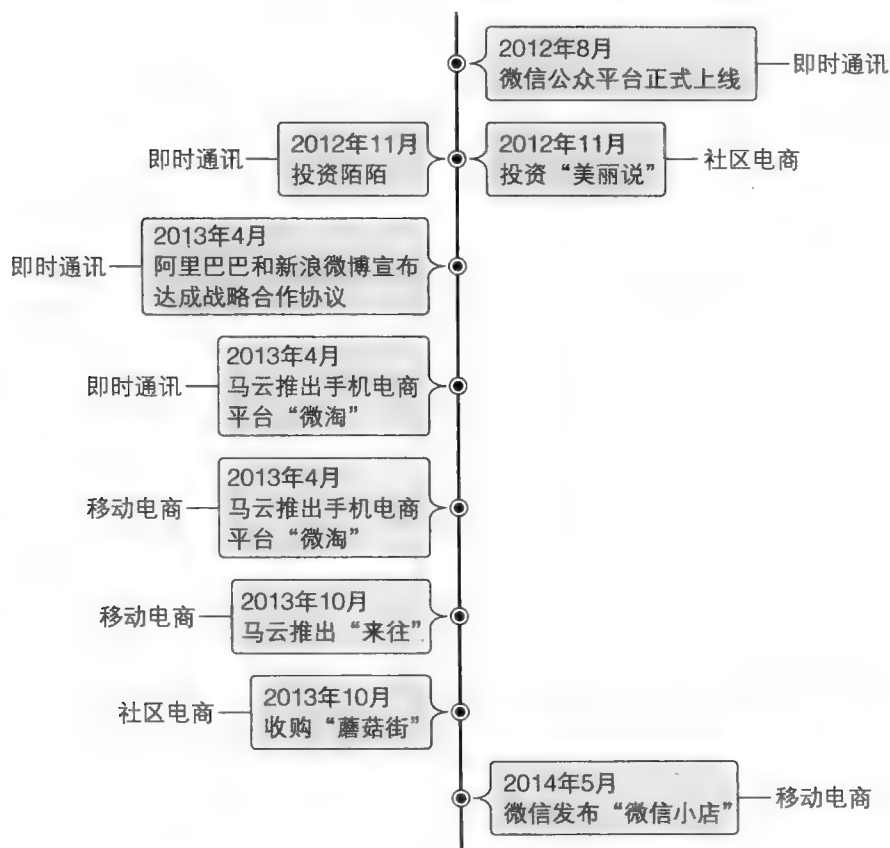 2012年8月
微信公众平台正式上线
即时通讯
即时通讯
2012年11月
投资陌陌
2012年11月
投资“美丽说”
社区电商
即时通讯
2013年4月
阿里巴巴和新浪微博宣布
达成战略合作协议
即时通讯
2013年4月
马云推出手机电商
平台“微淘”
移动电商
2013年4月
马云推出手机电商
平台“微淘”
移动电商
2013年10月
马云推出“来往”
社区电商
2013年10月
收购“蘑菇街”
2014年5月
微信发布“微信小店”
移动电商